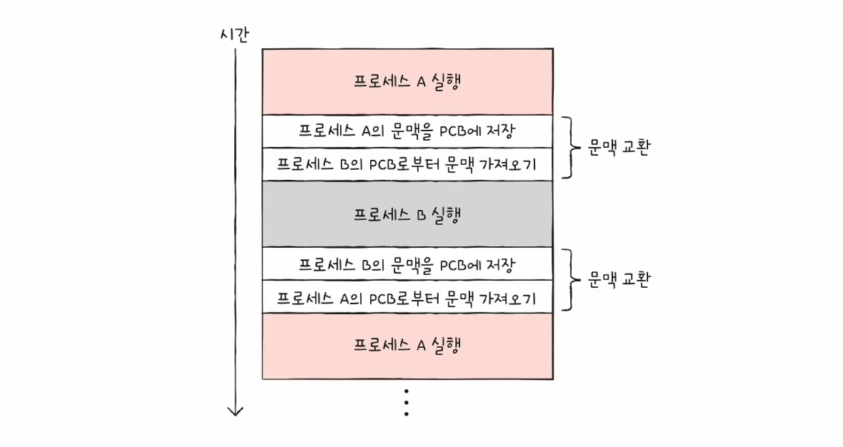 시간
프로세스 A 실행
프로세스 A의 문맥을 PCB에 저장
프로세스 B의 PCB로부터 문맥 가져오기
문맥 교환
프로세스 B 실행
프로세스 B의 문맥을 PCB에 저장
프로세스 A의 PCB로부터 문맥 가져오기
문맥 교환
프로세스 A 실행